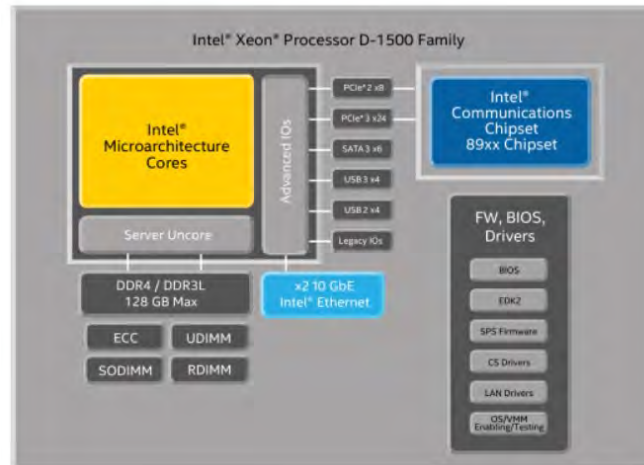 Intel® Xeon® Processor D-1500 Family
Intel®
Microarchitecture
Cores
Server Uncore
Advanced IOs
PCIe® 2 x8
PCIe® 3 x24
SATA 3 x6
USB 3 x4
USB 2 x4
Legacy IOs
Intel®
Communications
Chipset
89xx Chipset
DDR4 / DDR3L
128 GB Max
x2 10 GbE
Intel® Ethernet
ECC
UDIMM
SODIMM
RDIMM
FW, BIOS,
Drivers
BIOS
EDK2
SPS Firmware
CS Drivers
LAN Drivers
OS/VMM
Enabling/Testing